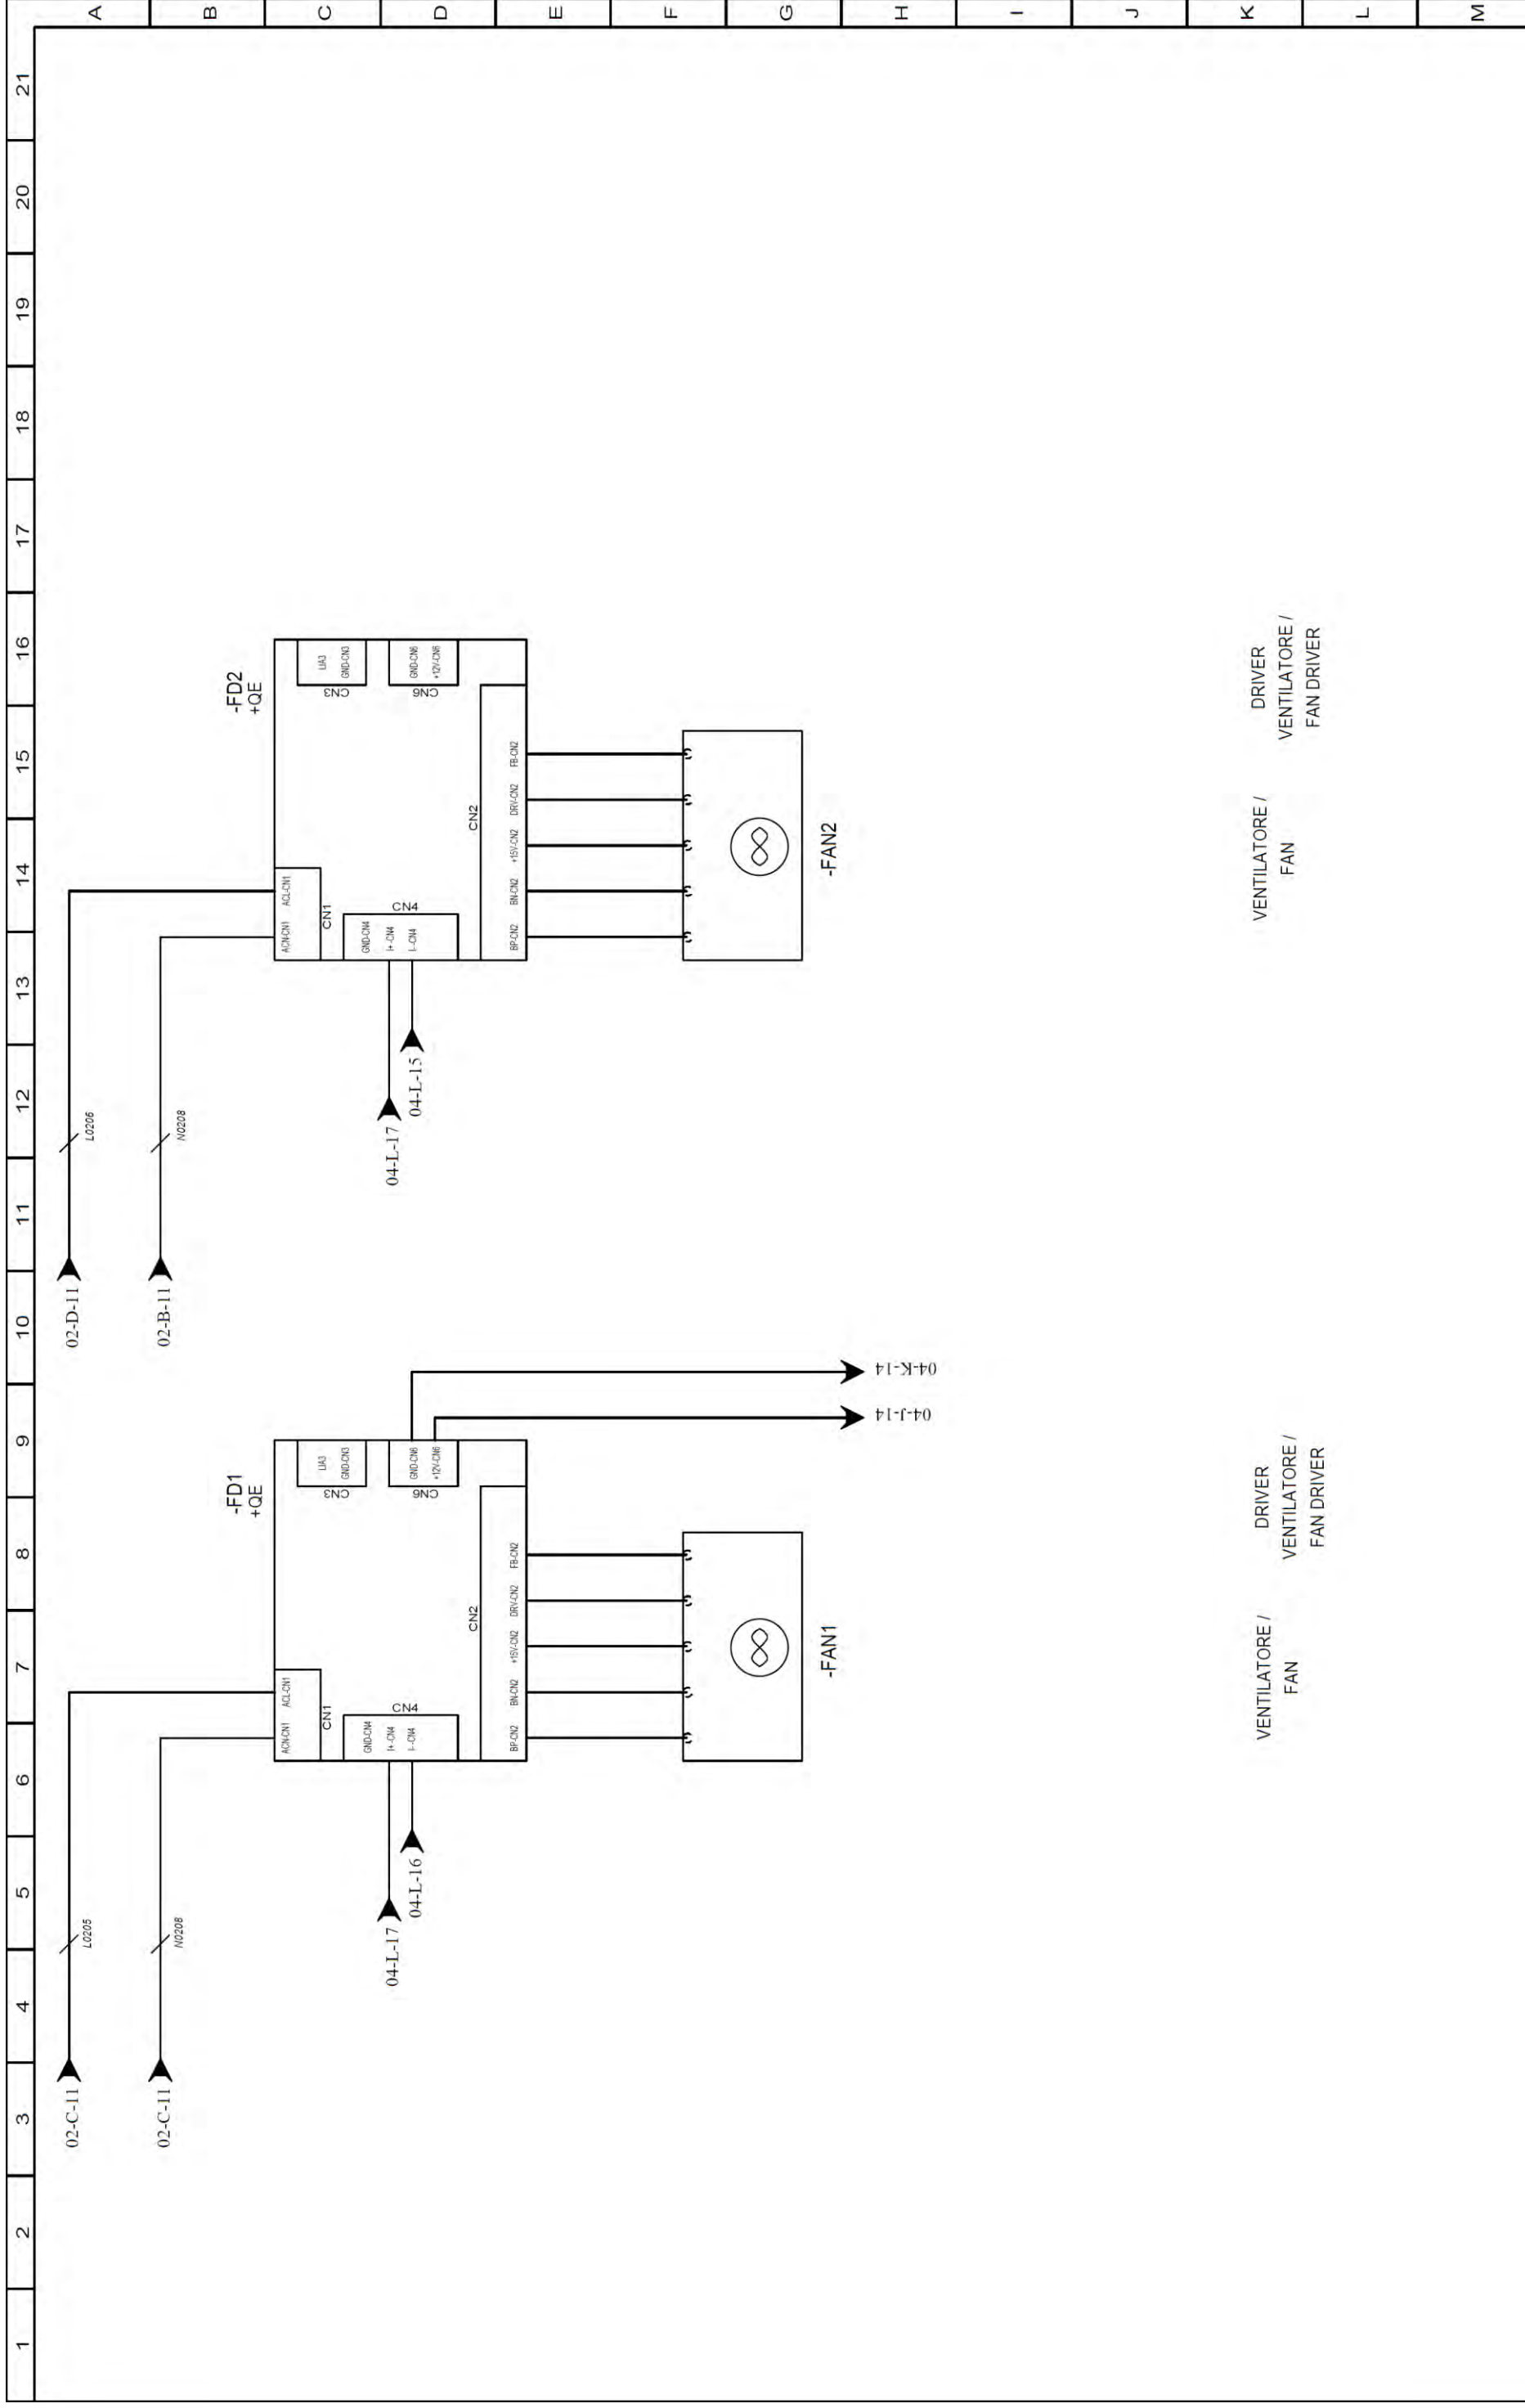 1
2
3
4
5
6
7
8
9
10
11
12
13
14
15
16
17
18
19
20
21
A
B
C
D
E
F
G
H
I
J
K
L
M
02-C-11
L0205
02-C-11
N0208
-FD1
+QE
ACN-CN1
ACL-CN1
CN1
LIA3
GND-CN3
CN3
GND-CN4
I+-CN4
I--CN4
CN4
04-L-17
04-L-16
GND-CN6
+12V-CN6
CN6
CN2
BP-CN2
BN-CN2
+15V-CN2
DRV-CN2
FB-CN2
-FAN1
04-J-14
04-K-14
02-D-11
L0206
02-B-11
N0208
-FD2
+QE
ACN-CN1
ACL-CN1
CN1
LIA3
GND-CN3
CN3
GND-CN4
I+-CN4
I--CN4
CN4
04-L-17
04-L-15
GND-CN6
+12V-CN6
CN6
CN2
BP-CN2
BN-CN2
+15V-CN2
DRV-CN2
FB-CN2
-FAN2
VENTILATORE /
FAN
DRIVER
VENTILATORE /
FAN DRIVER
VENTILATORE /
FAN
DRIVER
VENTILATORE /
FAN DRIVER